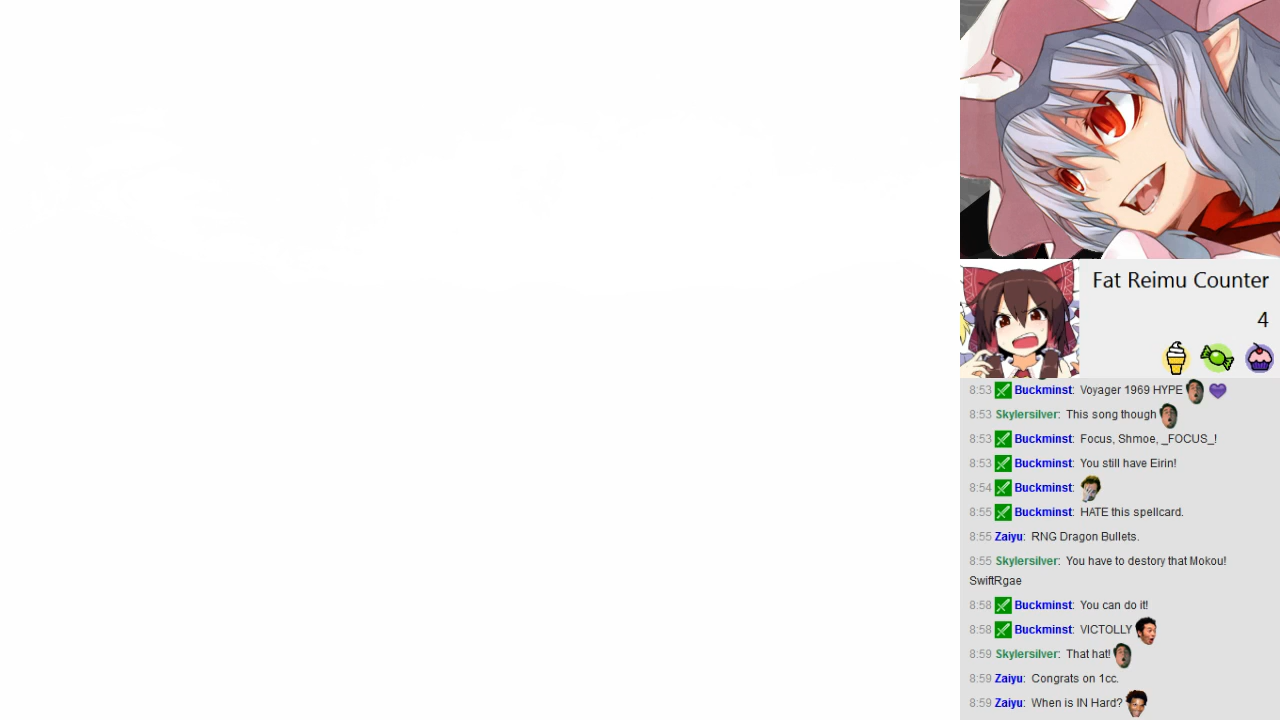 Fat Reimu Counter
4
8:53 Buckminst: Voyager 1969 HYPE
8:53 Skylersilver: This song though
8:53 Buckminst: Focus, Shmoe, _FOCUS_!
8:53 Buckminst: You still have Eirin!
8:54 Buckminst:
8:55 Buckminst: HATE this spellcard.
8:55 Zaiyu: RNG Dragon Bullets.
8:55 Skylersilver: You have to destory that Mokou!
SwiftRgae
8:58 Buckminst: You can do it!
8:58 Buckminst: VICTOLLY
8:59 Skylersilver: That hat!
8:59 Zaiyu: Congrats on 1cc.
8:59 Zaiyu: When is IN Hard?